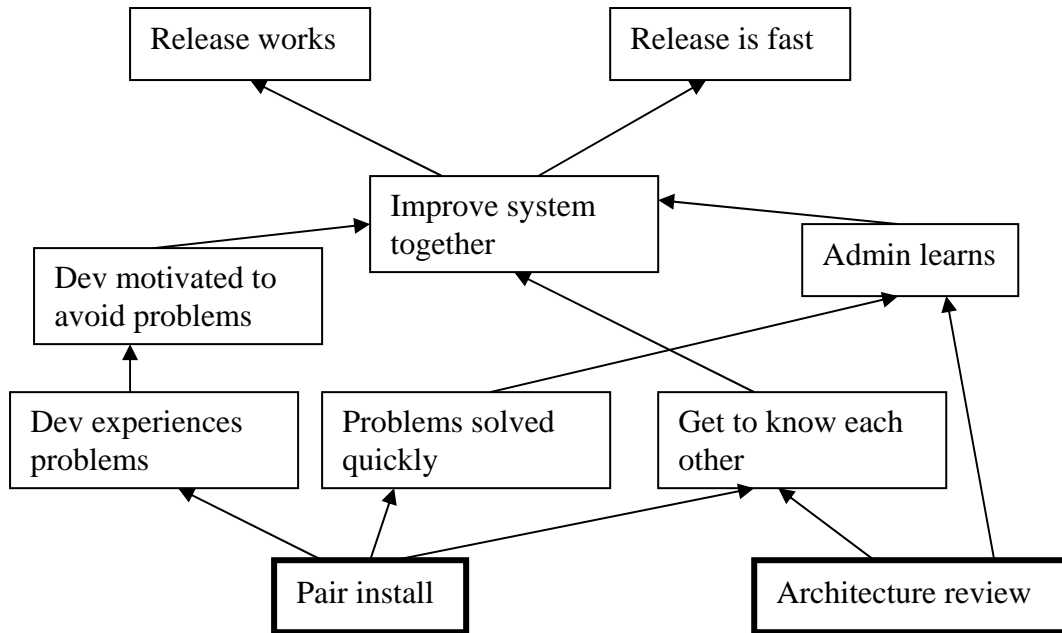 Release works
Release is fast
Improve system
together
Admin learns
Dev motivated to
avoid problems
Dev experiences
problems
Problems solved
quickly
Get to know each
other
Pair install
Architecture review